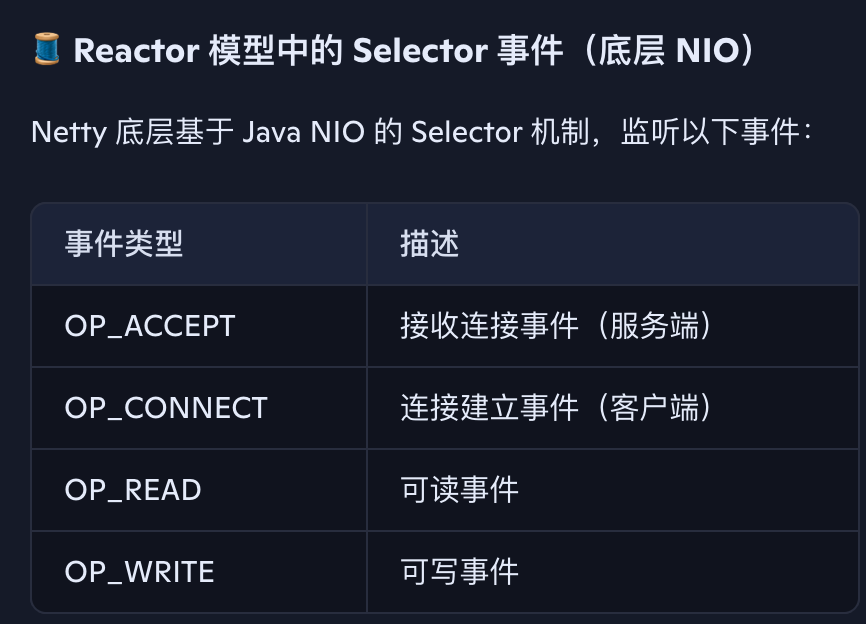 🧵 Reactor 模型中的 Selector 事件（底层 NIO）
Netty 底层基于 Java NIO 的 Selector 机制，监听以下事件：
事件类型 描述
OP_ACCEPT 接收连接事件（服务端）
OP_CONNECT 连接建立事件（客户端）
OP_READ 可读事件
OP_WRITE 可写事件